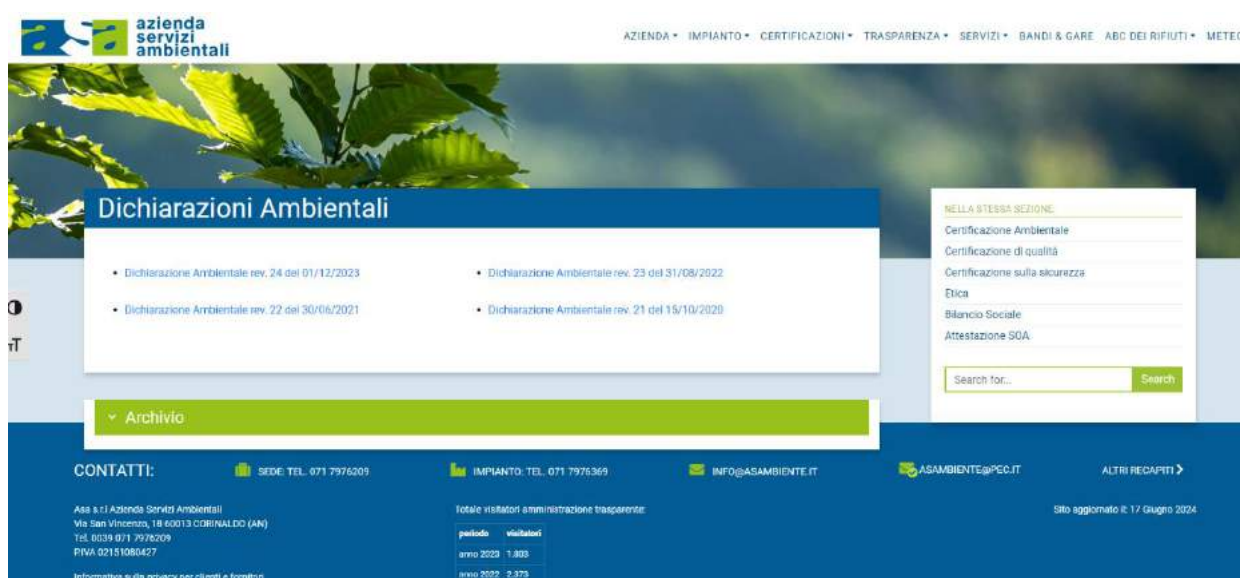 azienda
servizi
ambientali
AZIENDA IMPIANTO CERTIFICAZIONI TRASPARENZA SERVIZI BANDI & GARE ABC DEI RIFIUTI METEO
Dichiarazioni Ambientali
• Dichiarazione Ambientale rev. 24 del 01/12/2023
• Dichiarazione Ambientale rev. 23 del 31/08/2022
• Dichiarazione Ambientale rev. 22 del 30/06/2021
• Dichiarazione Ambientale rev. 21 del 15/10/2020
NELLA STESSA SEZIONE
Certificazione Ambientale
Certificazione di qualità
Certificazione sulla sicurezza
Etica
Bilancio Sociale
Attestazione SOA
Search for... Search
Archivio
CONTATTI: SEDE: TEL. 071 7976209 IMPIANTO: TEL. 071 7976369 INFO@ASAMBIENTE.IT ASAMBIENTE@PEC.IT ALTRI RECAPITI
Asa s.r.l Azienda Servizi Ambientali
Via San Vincenzo, 18 60013 CORINALDO (AN)
Tel. 0039 071 7976209
P.IVA 02151080427
Informativa sulla privacy per clienti e fornitori
Totale visitatori amministrazione trasparente:
periodo visitatori
anno 2023 1.803
anno 2022 2.373
Sito aggiornato il: 17 Giugno 2024